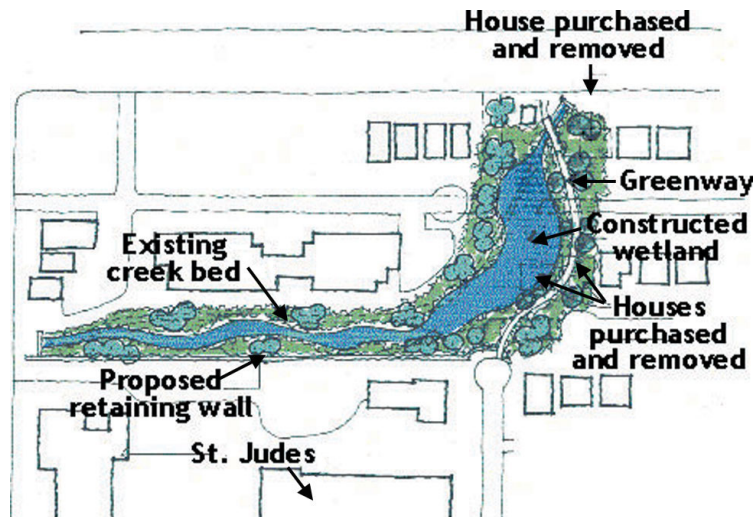 House purchased
and removed
Greenway
Constructed
wetland
Existing
creek bed
Houses
purchased
and removed
Proposed
retaining wall
St. Judes